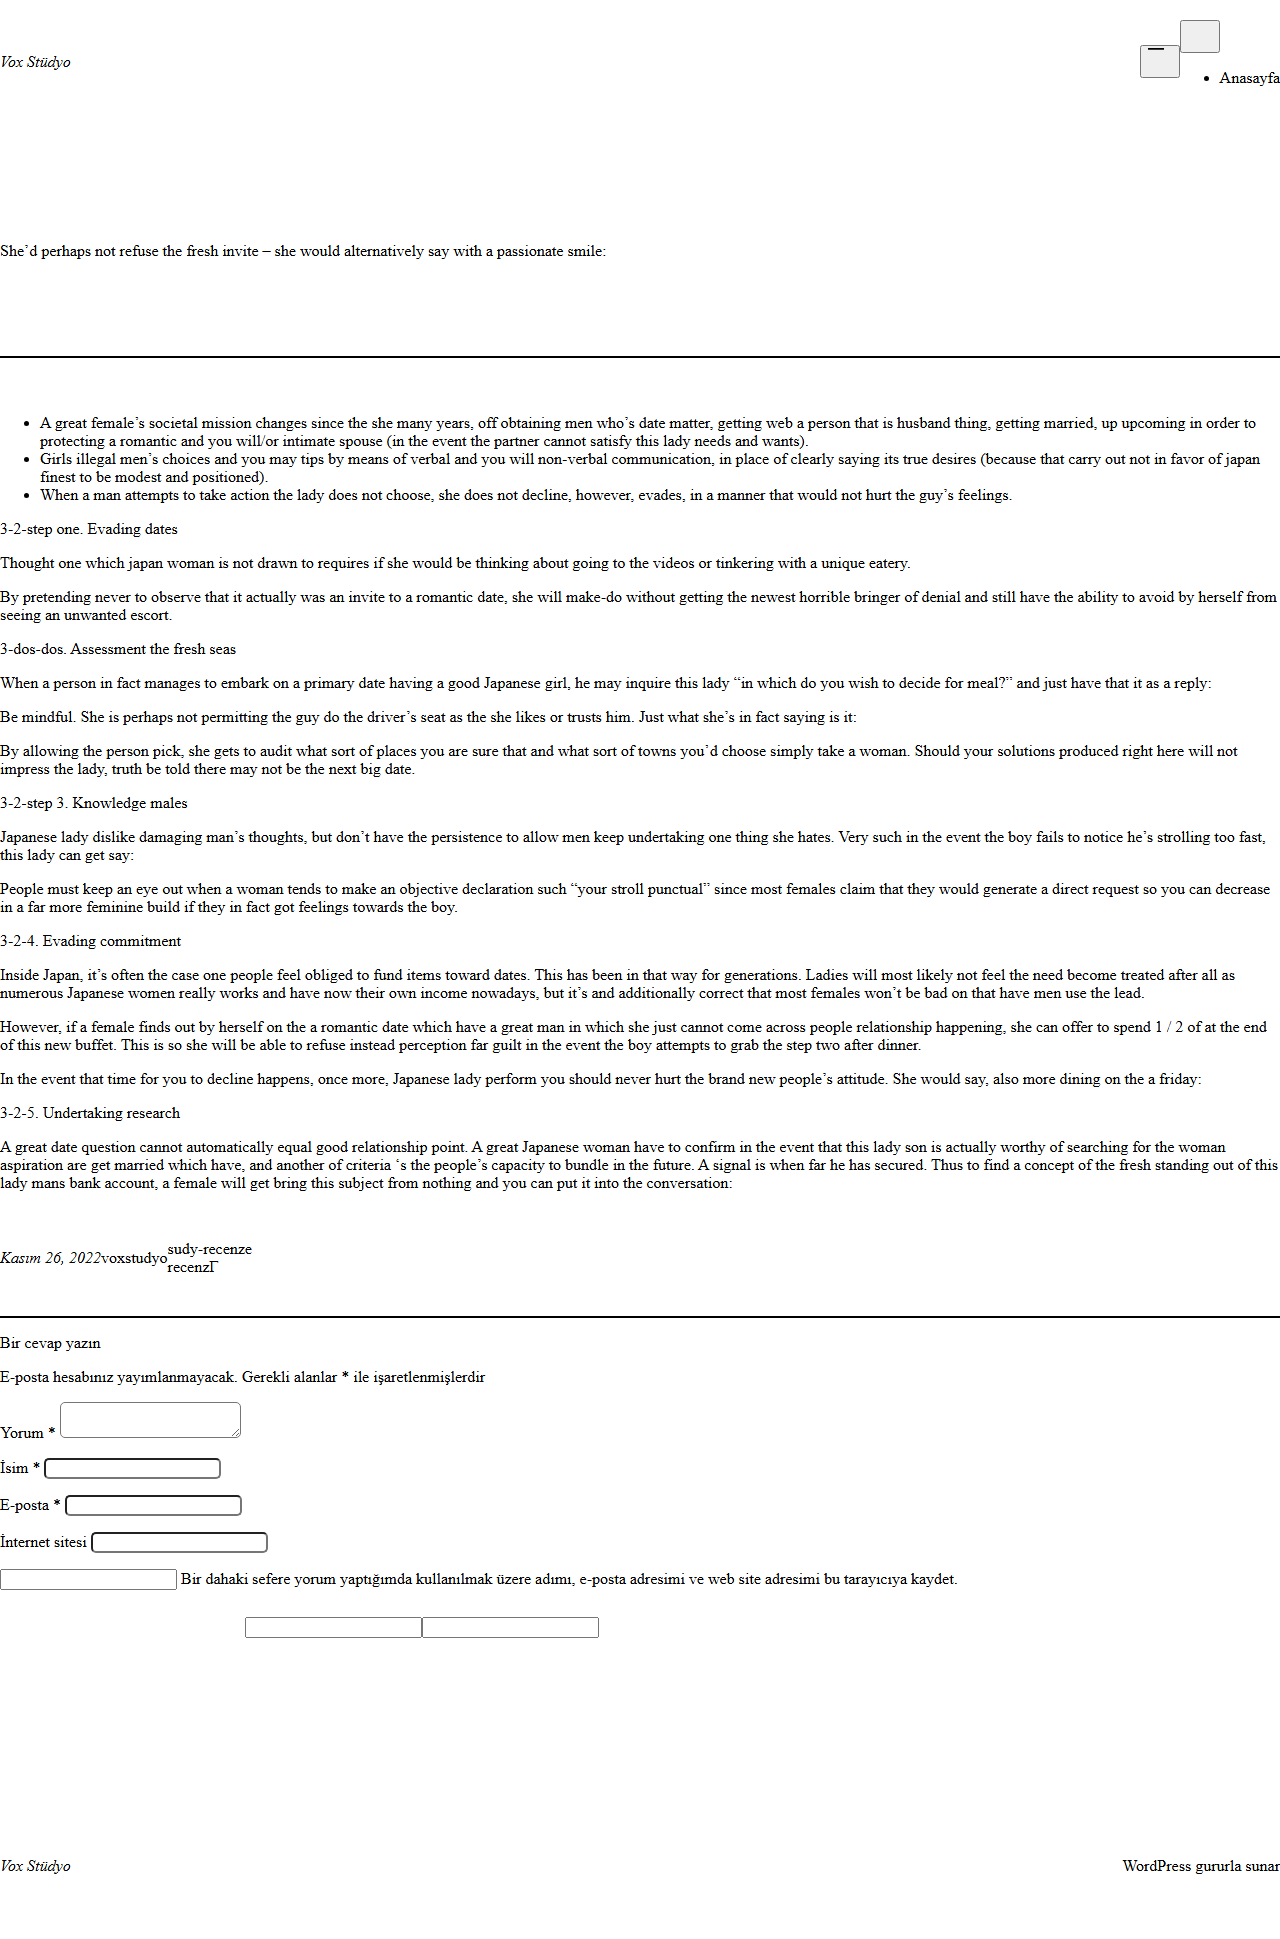 Vox Stüdyo
Anasayfa
She’d perhaps not refuse the fresh invite – she would alternatively say with a passionate smile:
A great female’s societal mission changes since the she many years, off obtaining men who’s date matter, getting web a person that is husband thing, getting married, up upcoming in order to
protecting a romantic and you will/or intimate spouse (in the event the partner cannot satisfy this lady needs and wants).
Girls illegal men’s choices and you may tips by means of verbal and you will non-verbal communication, in place of clearly saying its true desires (because that carry out not in favor of japan
finest to be modest and positioned).
When a man attempts to take action the lady does not choose, she does not decline, however, evades, in a manner that would not hurt the guy’s feelings.
3-2-step one. Evading dates
Thought one which japan woman is not drawn to requires if she would be thinking about going to the videos or tinkering with a unique eatery.
By pretending never to observe that it actually was an invite to a romantic date, she will make-do without getting the newest horrible bringer of denial and still have the ability to avoid by herself from
seeing an unwanted escort.
3-dos-dos. Assessment the fresh seas
When a person in fact manages to embark on a primary date having a good Japanese girl, he may inquire this lady “in which do you wish to decide for meal?” and just have that it as a reply:
Be mindful. She is perhaps not permitting the guy do the driver’s seat as the she likes or trusts him. Just what she’s in fact saying is it:
By allowing the person pick, she gets to audit what sort of places you are sure that and what sort of towns you’d choose simply take a woman. Should your solutions produced right here will not
impress the lady, truth be told there may not be the next big date.
3-2-step 3. Knowledge males
Japanese lady dislike damaging man’s thoughts, but don’t have the persistence to allow men keep undertaking one thing she hates. Very such in the event the boy fails to notice he’s strolling too fast,
this lady can get say:
People must keep an eye out when a woman tends to make an objective declaration such “your stroll punctual” since most females claim that they would generate a direct request so you can decrease
in a far more feminine build if they in fact got feelings towards the boy.
3-2-4. Evading commitment
Inside Japan, it’s often the case one people feel obliged to fund items toward dates. This has been in that way for generations. Ladies will most likely not feel the need become treated after all as
numerous Japanese women really works and have now their own income nowadays, but it’s and additionally correct that most females won’t be bad on that have men use the lead.
However, if a female finds out by herself on the a romantic date which have a great man in which she just cannot come across people relationship happening, she can offer to spend 1 / 2 of at the end
of this new buffet. This is so she will be able to refuse instead perception far guilt in the event the boy attempts to grab the step two after dinner.
In the event that time for you to decline happens, once more, Japanese lady perform you should never hurt the brand new people’s attitude. She would say, also more dining on the a friday:
3-2-5. Undertaking research
A great date question cannot automatically equal good relationship point. A great Japanese woman have to confirm in the event that this lady son is actually worthy of searching for the woman
aspiration are get married which have, and another of criteria ‘s the people’s capacity to bundle in the future. A signal is when far he has secured. Thus to find a concept of the fresh standing out of this
lady mans bank account, a female will get bring this subject from nothing and you can put it into the conversation:
Kasım 26, 2022voxstudyosudy-recenze
recenzГ
Bir cevap yazın
E-posta hesabınız yayımlanmayacak. Gerekli alanlar * ile işaretlenmişlerdir
Yorum *
İsim *
E-posta *
İnternet sitesi
Bir dahaki sefere yorum yaptığımda kullanılmak üzere adımı, e-posta adresimi ve web site adresimi bu tarayıcıya kaydet.
Vox Stüdyo
WordPress gururla sunar